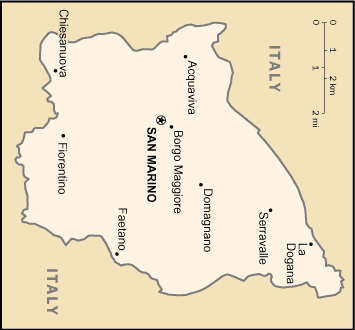 0 1 2 km
0 1 2 mi
ITALY
La
Dogana
Serravalle
Domagnano
Acquaviva
Borgo Maggiore
SAN MARINO
Faetano
Chiesanuova
Fiorentino
ITALY